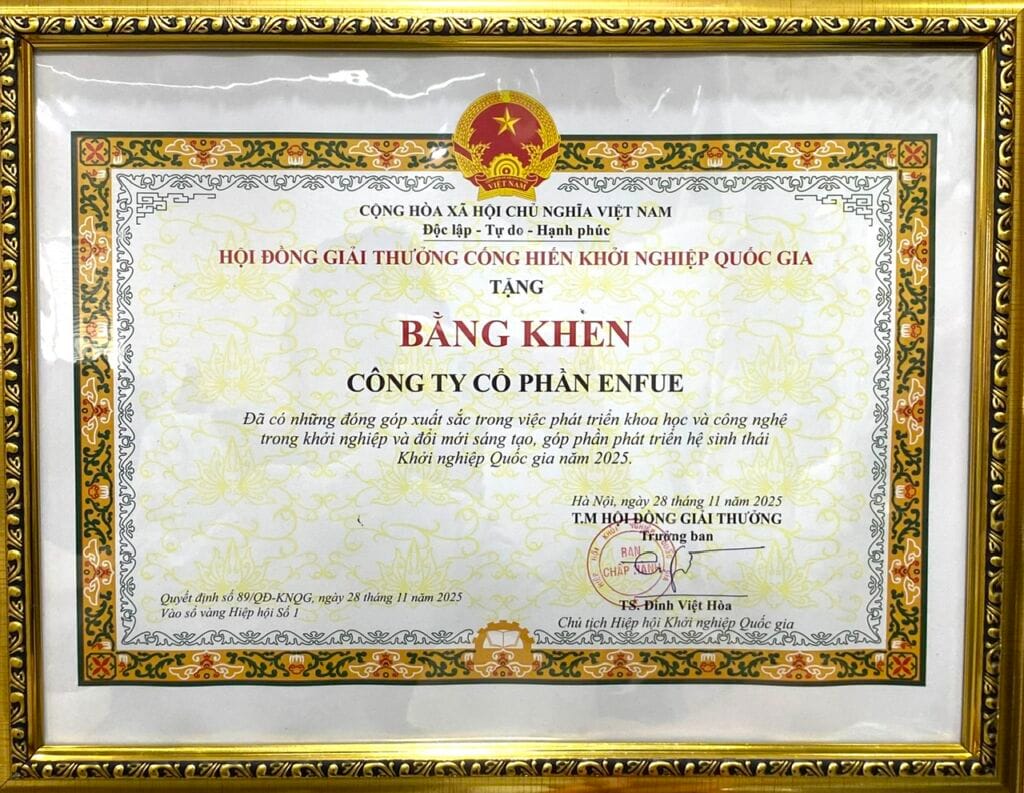 VIỆT NAM
CỘNG HÒA XÃ HỘI CHỦ NGHĨA VIỆT NAM
Độc lập - Tự do - Hạnh phúc
HỘI ĐỒNG GIẢI THƯỞNG CỐNG HIẾN KHỞI NGHIỆP QUỐC GIA
TẶNG
BẰNG KHEN
CÔNG TY CỔ PHẦN ENFUE
Đã có những đóng góp xuất sắc trong việc phát triển khoa học và công nghệ
trong khởi nghiệp và đổi mới sáng tạo, góp phần phát triển hệ sinh thái
Khởi nghiệp Quốc gia năm 2025.
Hà Nội, ngày 28 tháng 11 năm 2025
T.M HỘI ĐỒNG GIẢI THƯỞNG
Trưởng ban
BAN
CHẤP HÀNH
TS. Đinh Việt Hòa
Chủ tịch Hiệp hội Khởi nghiệp Quốc gia
Quyết định số 89/QĐ-KNQG, ngày 28 tháng 11 năm 2025
Vào sổ vàng Hiệp hội Số 1